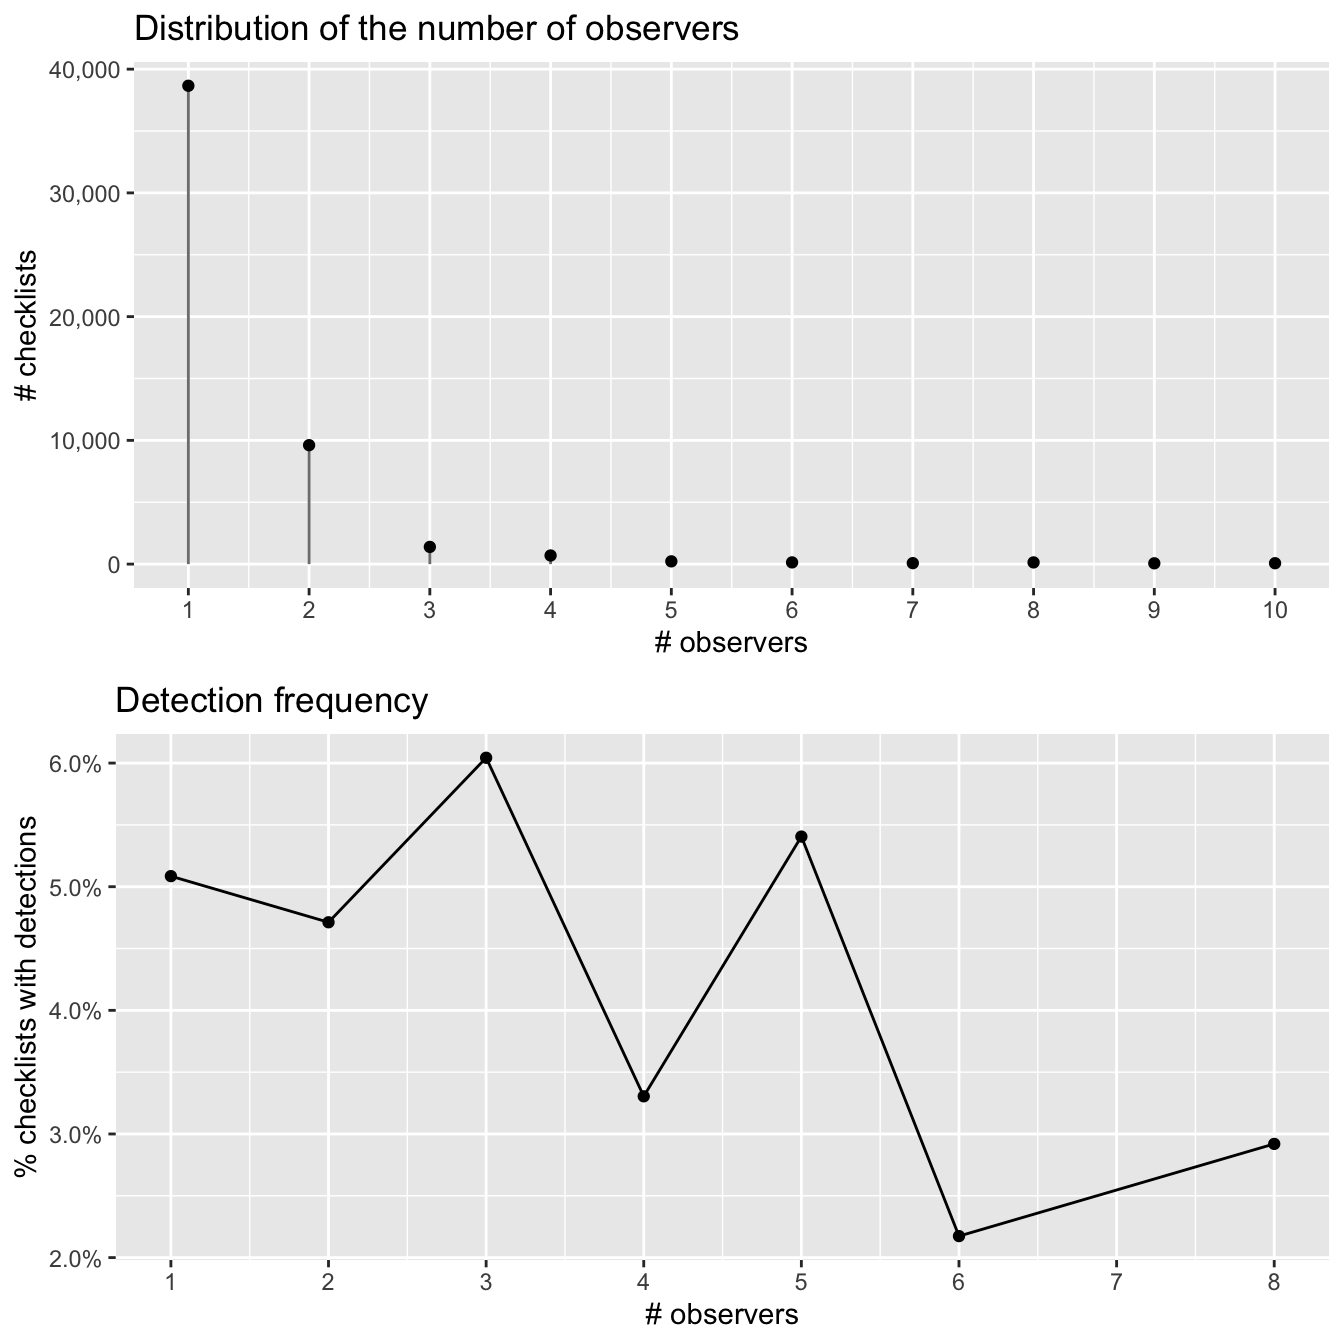 Distribution of the number of observers
40,000
30,000
20,000
10,000
0
# checklists
1 2 3 4 5 6 7 8 9 10
# observers
Detection frequency
6.0%
5.0%
4.0%
3.0%
2.0%
% checklists with detections
1 2 3 4 5 6 7 8
# observers